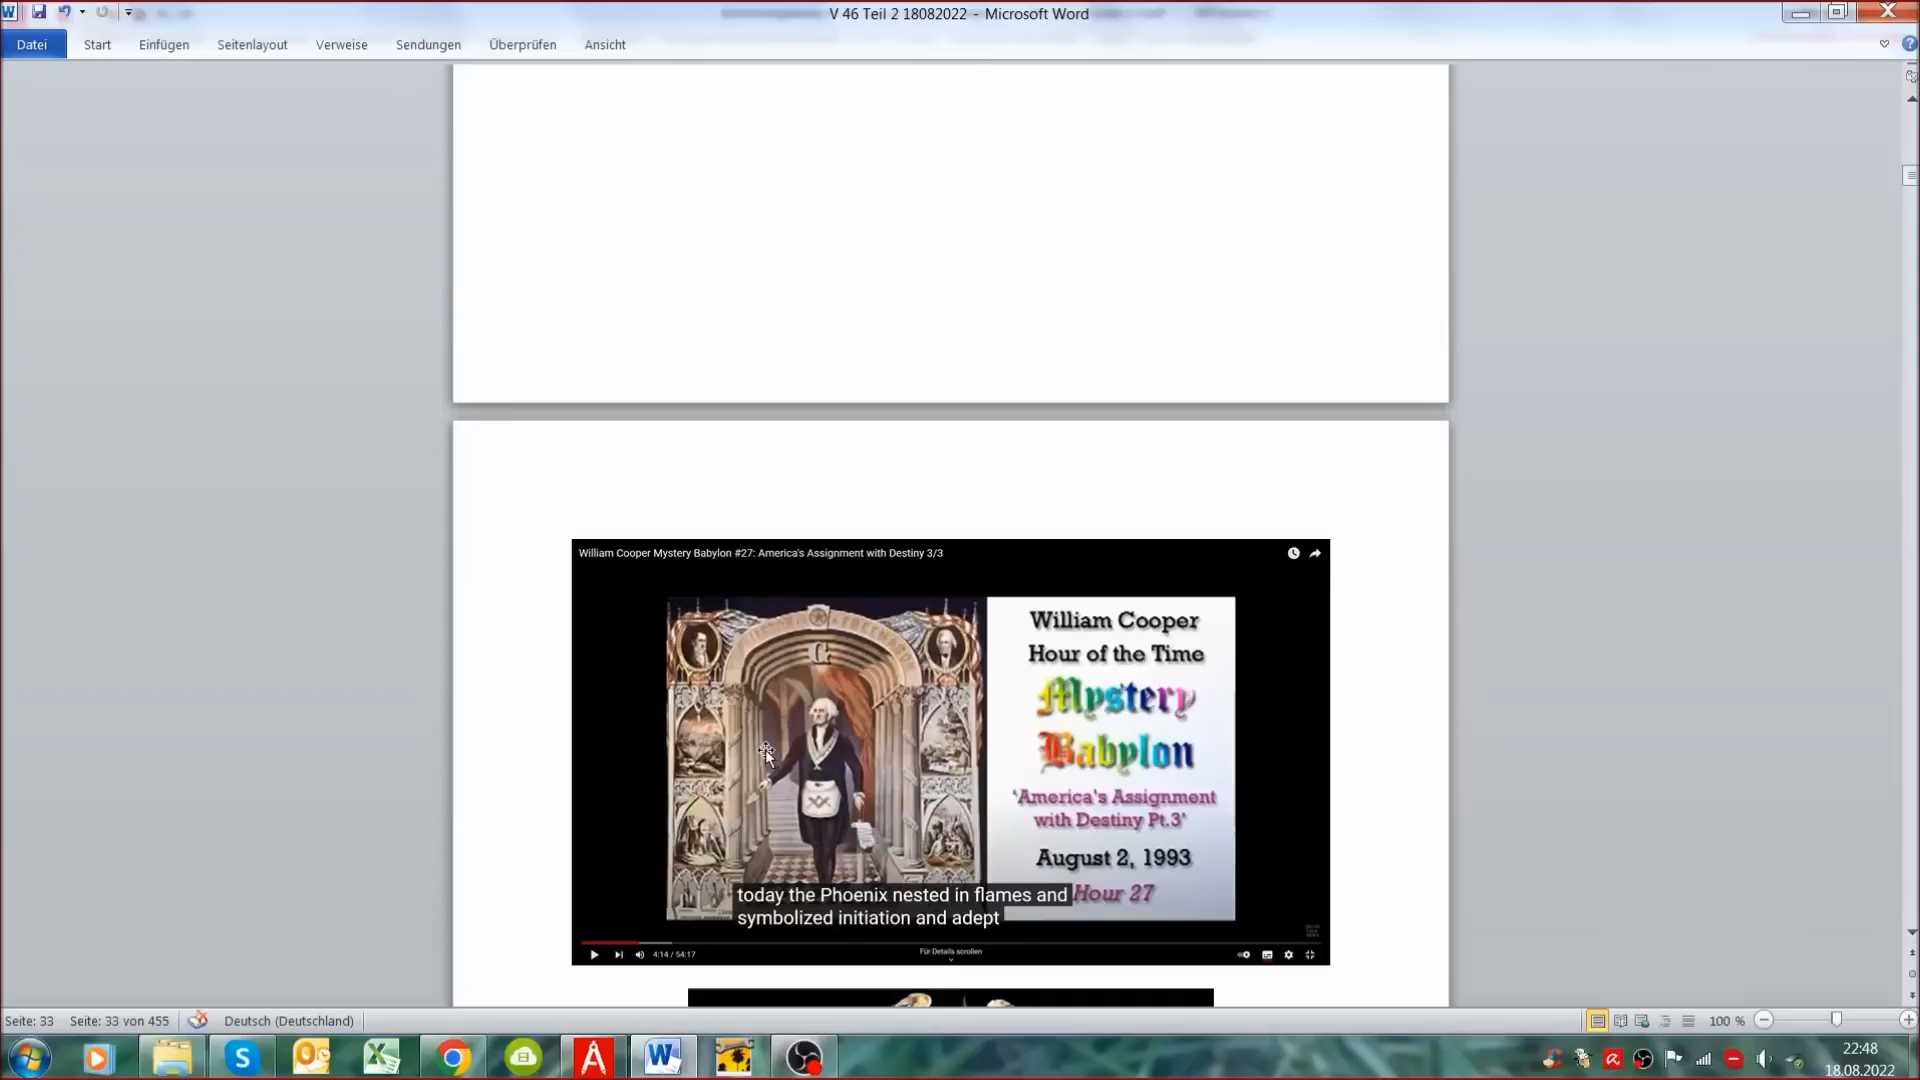 V 46 Teil 2 18082022 - Microsoft Word
Datei Start Einfügen Seitenlayout Verweise Sendungen Überprüfen Ansicht
William Cooper Mystery Babylon #27: America's Assignment with Destiny 3/3
G
William Cooper
Hour of the Time
Mystery
Babylon
'America's Assignment
with Destiny Pt.3'
August 2, 1993
Hour 27
today the Phoenix nested in flames and
symbolized initiation and adept
4:14 / 54:17
Für Details scrollen
Seite: 33 Seite: 33 von 455 Deutsch (Deutschland) 100 %
22:48
18.08.2022